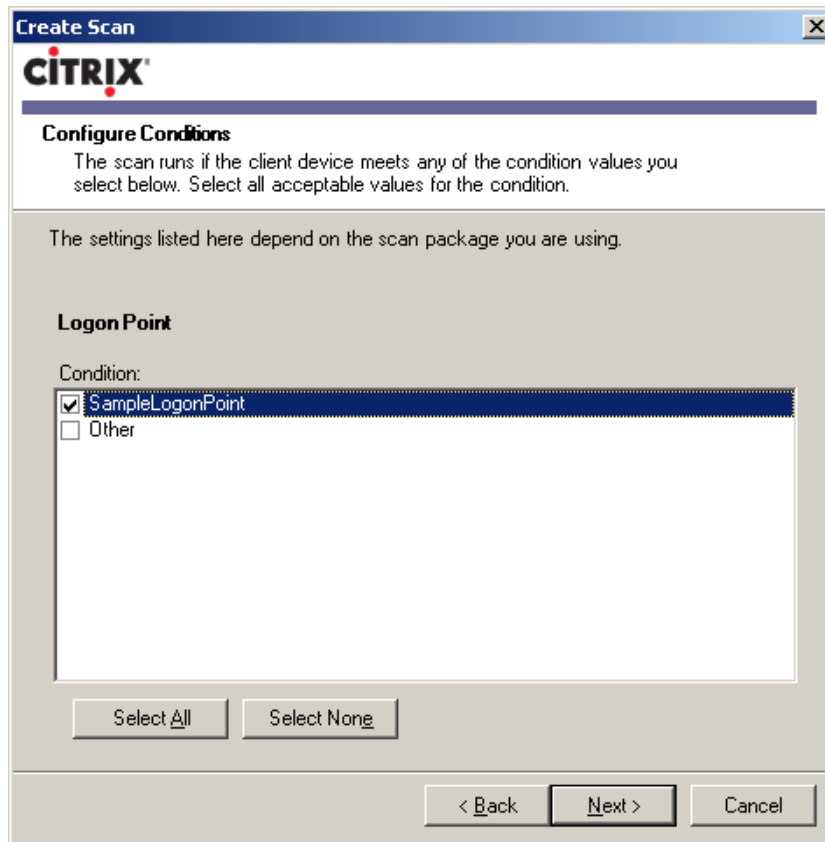 Create Scan
CİTRIX
Configure Conditions
The scan runs if the client device meets any of the condition values you
select below. Select all acceptable values for the condition.
The settings listed here depend on the scan package you are using.
Logon Point
Condition:
SampleLogonPoint
Other
Select All
Select None
< Back
Next >
Cancel